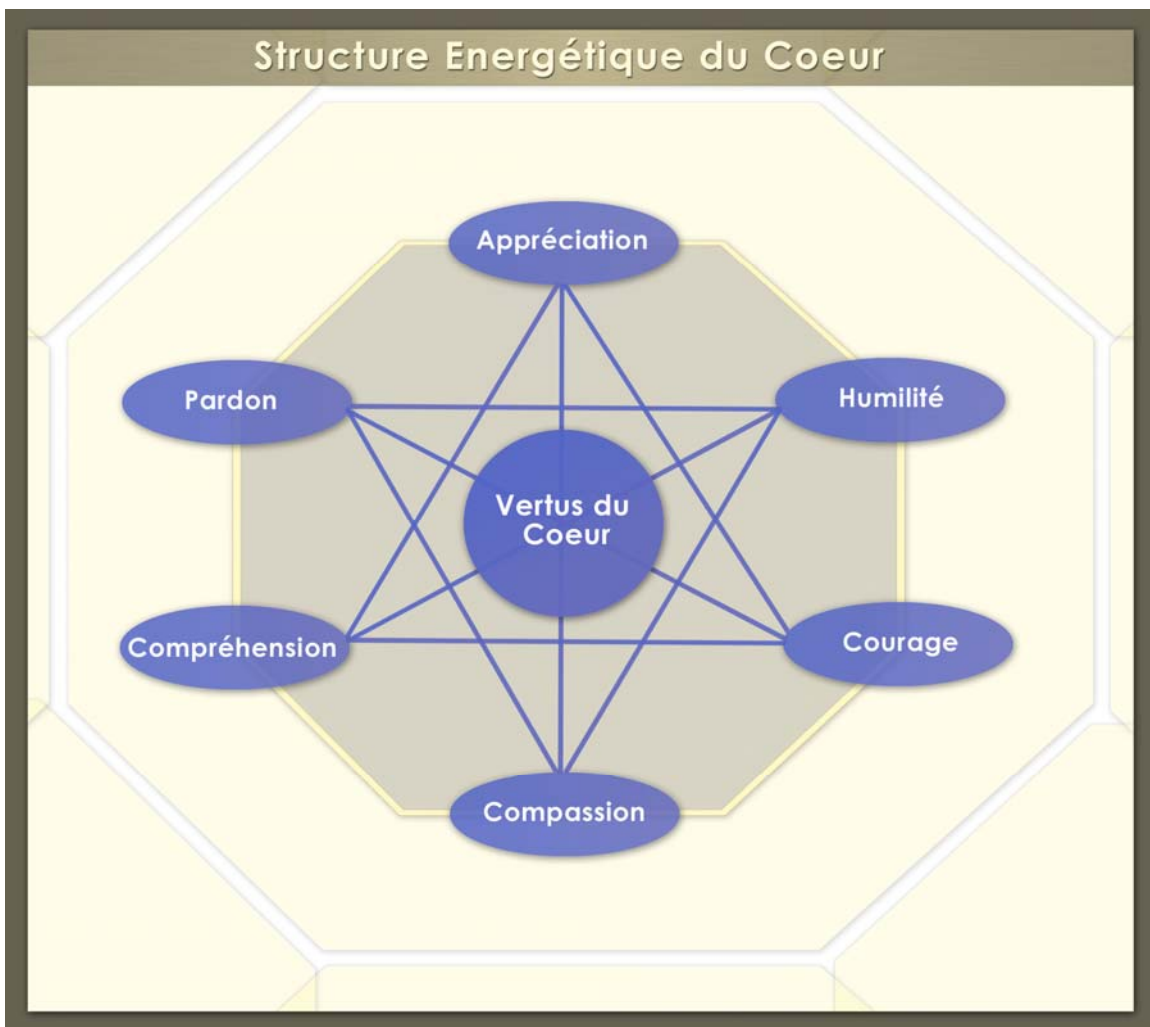 Structure Energétique du Coeur
Appréciation
Pardon
Humilité
Vertus du
Coeur
Compréhension
Courage
Compassion